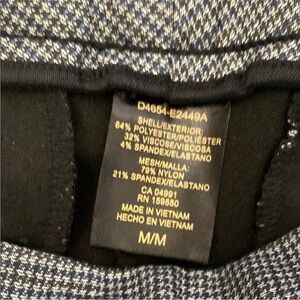 D4654-E2449A
SHELL/EXTERIOR:
64% POLYESTER/POLIÉSTER
32% VISCOSE/VISCOSA
4% SPANDEX/ELASTANO
MESH/MALLA:
79% NYLON
21% SPANDEX/ELASTANO
CA 04991
RN 159550
MADE IN VIETNAM
HECHO EN VIETNAM
M/M